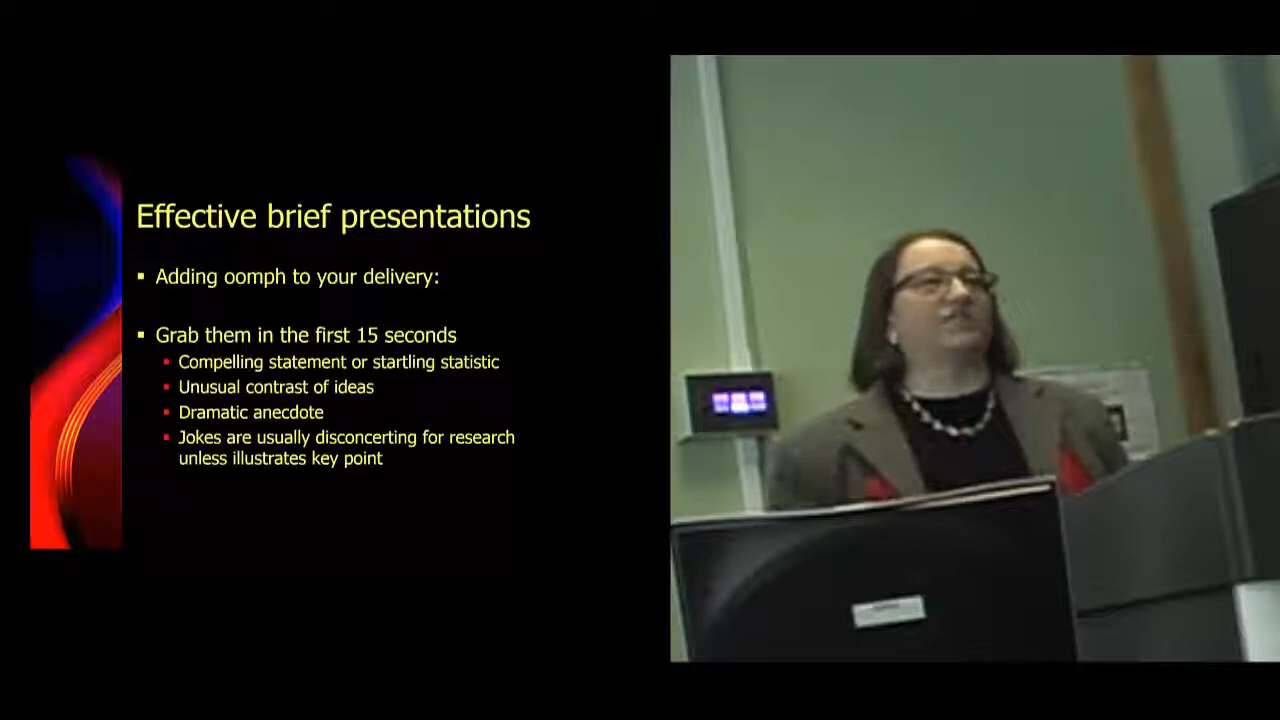 Effective brief presentations
▪ Adding oomph to your delivery:
▪ Grab them in the first 15 seconds
▪ Compelling statement or startling statistic
▪ Unusual contrast of ideas
▪ Dramatic anecdote
▪ Jokes are usually disconcerting for research
unless illustrates key point